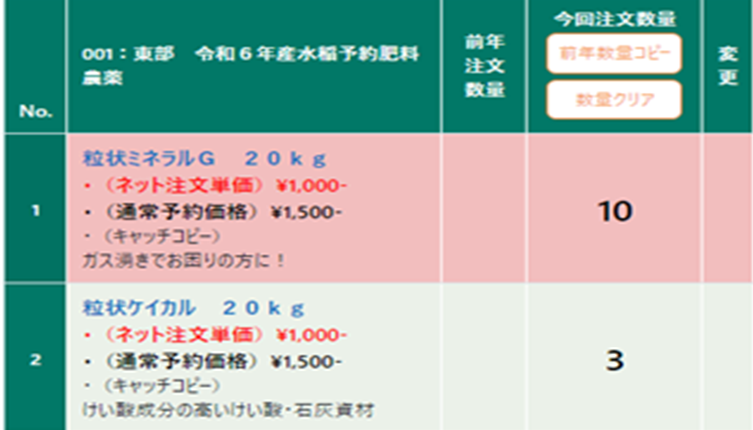 No.
001：東部　令和６年産水稲予約肥料
農薬
前年
注文
数量
今回注文数量
前年数量コピー
数量クリア
変
更
1
粒状ミネラルＧ　２０ｋｇ
・（ネット注文単価）¥1,000-
・（通常予約価格）¥1,500-
・（キャッチコピー）
ガス湧きでお困りの方に！
10
2
粒状ケイカル　２０ｋｇ
・（ネット注文単価）¥1,000-
・（通常予約価格）¥1,500-
・（キャッチコピー）
けい酸成分の高いけい酸・石灰資材
3